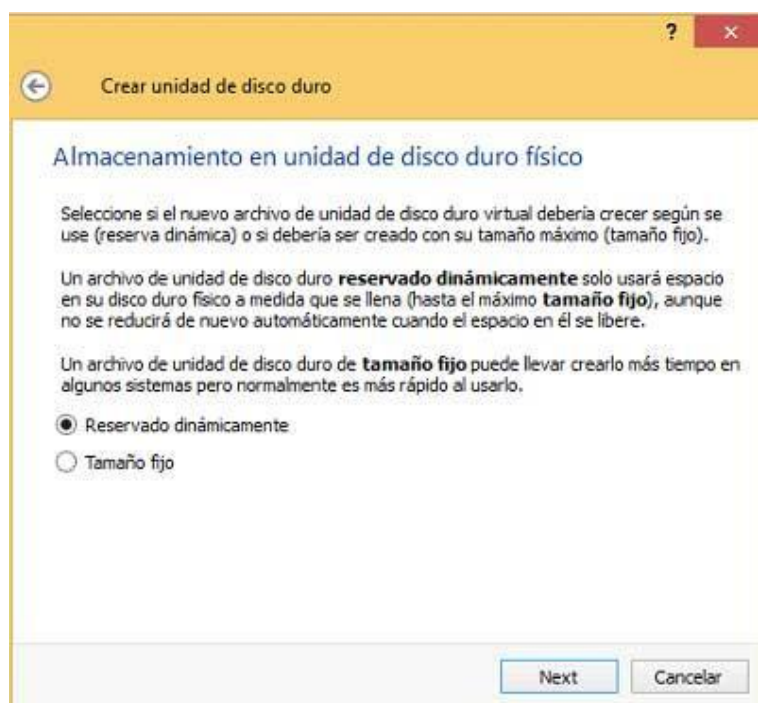 ?
Crear unidad de disco duro
Almacenamiento en unidad de disco duro físico
Seleccione si el nuevo archivo de unidad de disco duro virtual debería crecer según se
use (reserva dinámica) o si debería ser creado con su tamaño máximo (tamaño fijo).
Un archivo de unidad de disco duro reservado dinámicamente solo usará espacio
en su disco duro físico a medida que se llena (hasta el máximo tamaño fijo), aunque
no se reducirá de nuevo automáticamente cuando el espacio en él se libere.
Un archivo de unidad de disco duro de tamaño fijo puede llevar crearlo más tiempo en
algunos sistemas pero normalmente es más rápido al usarlo.
Reservado dinámicamente
Tamaño fijo
Next Cancelar